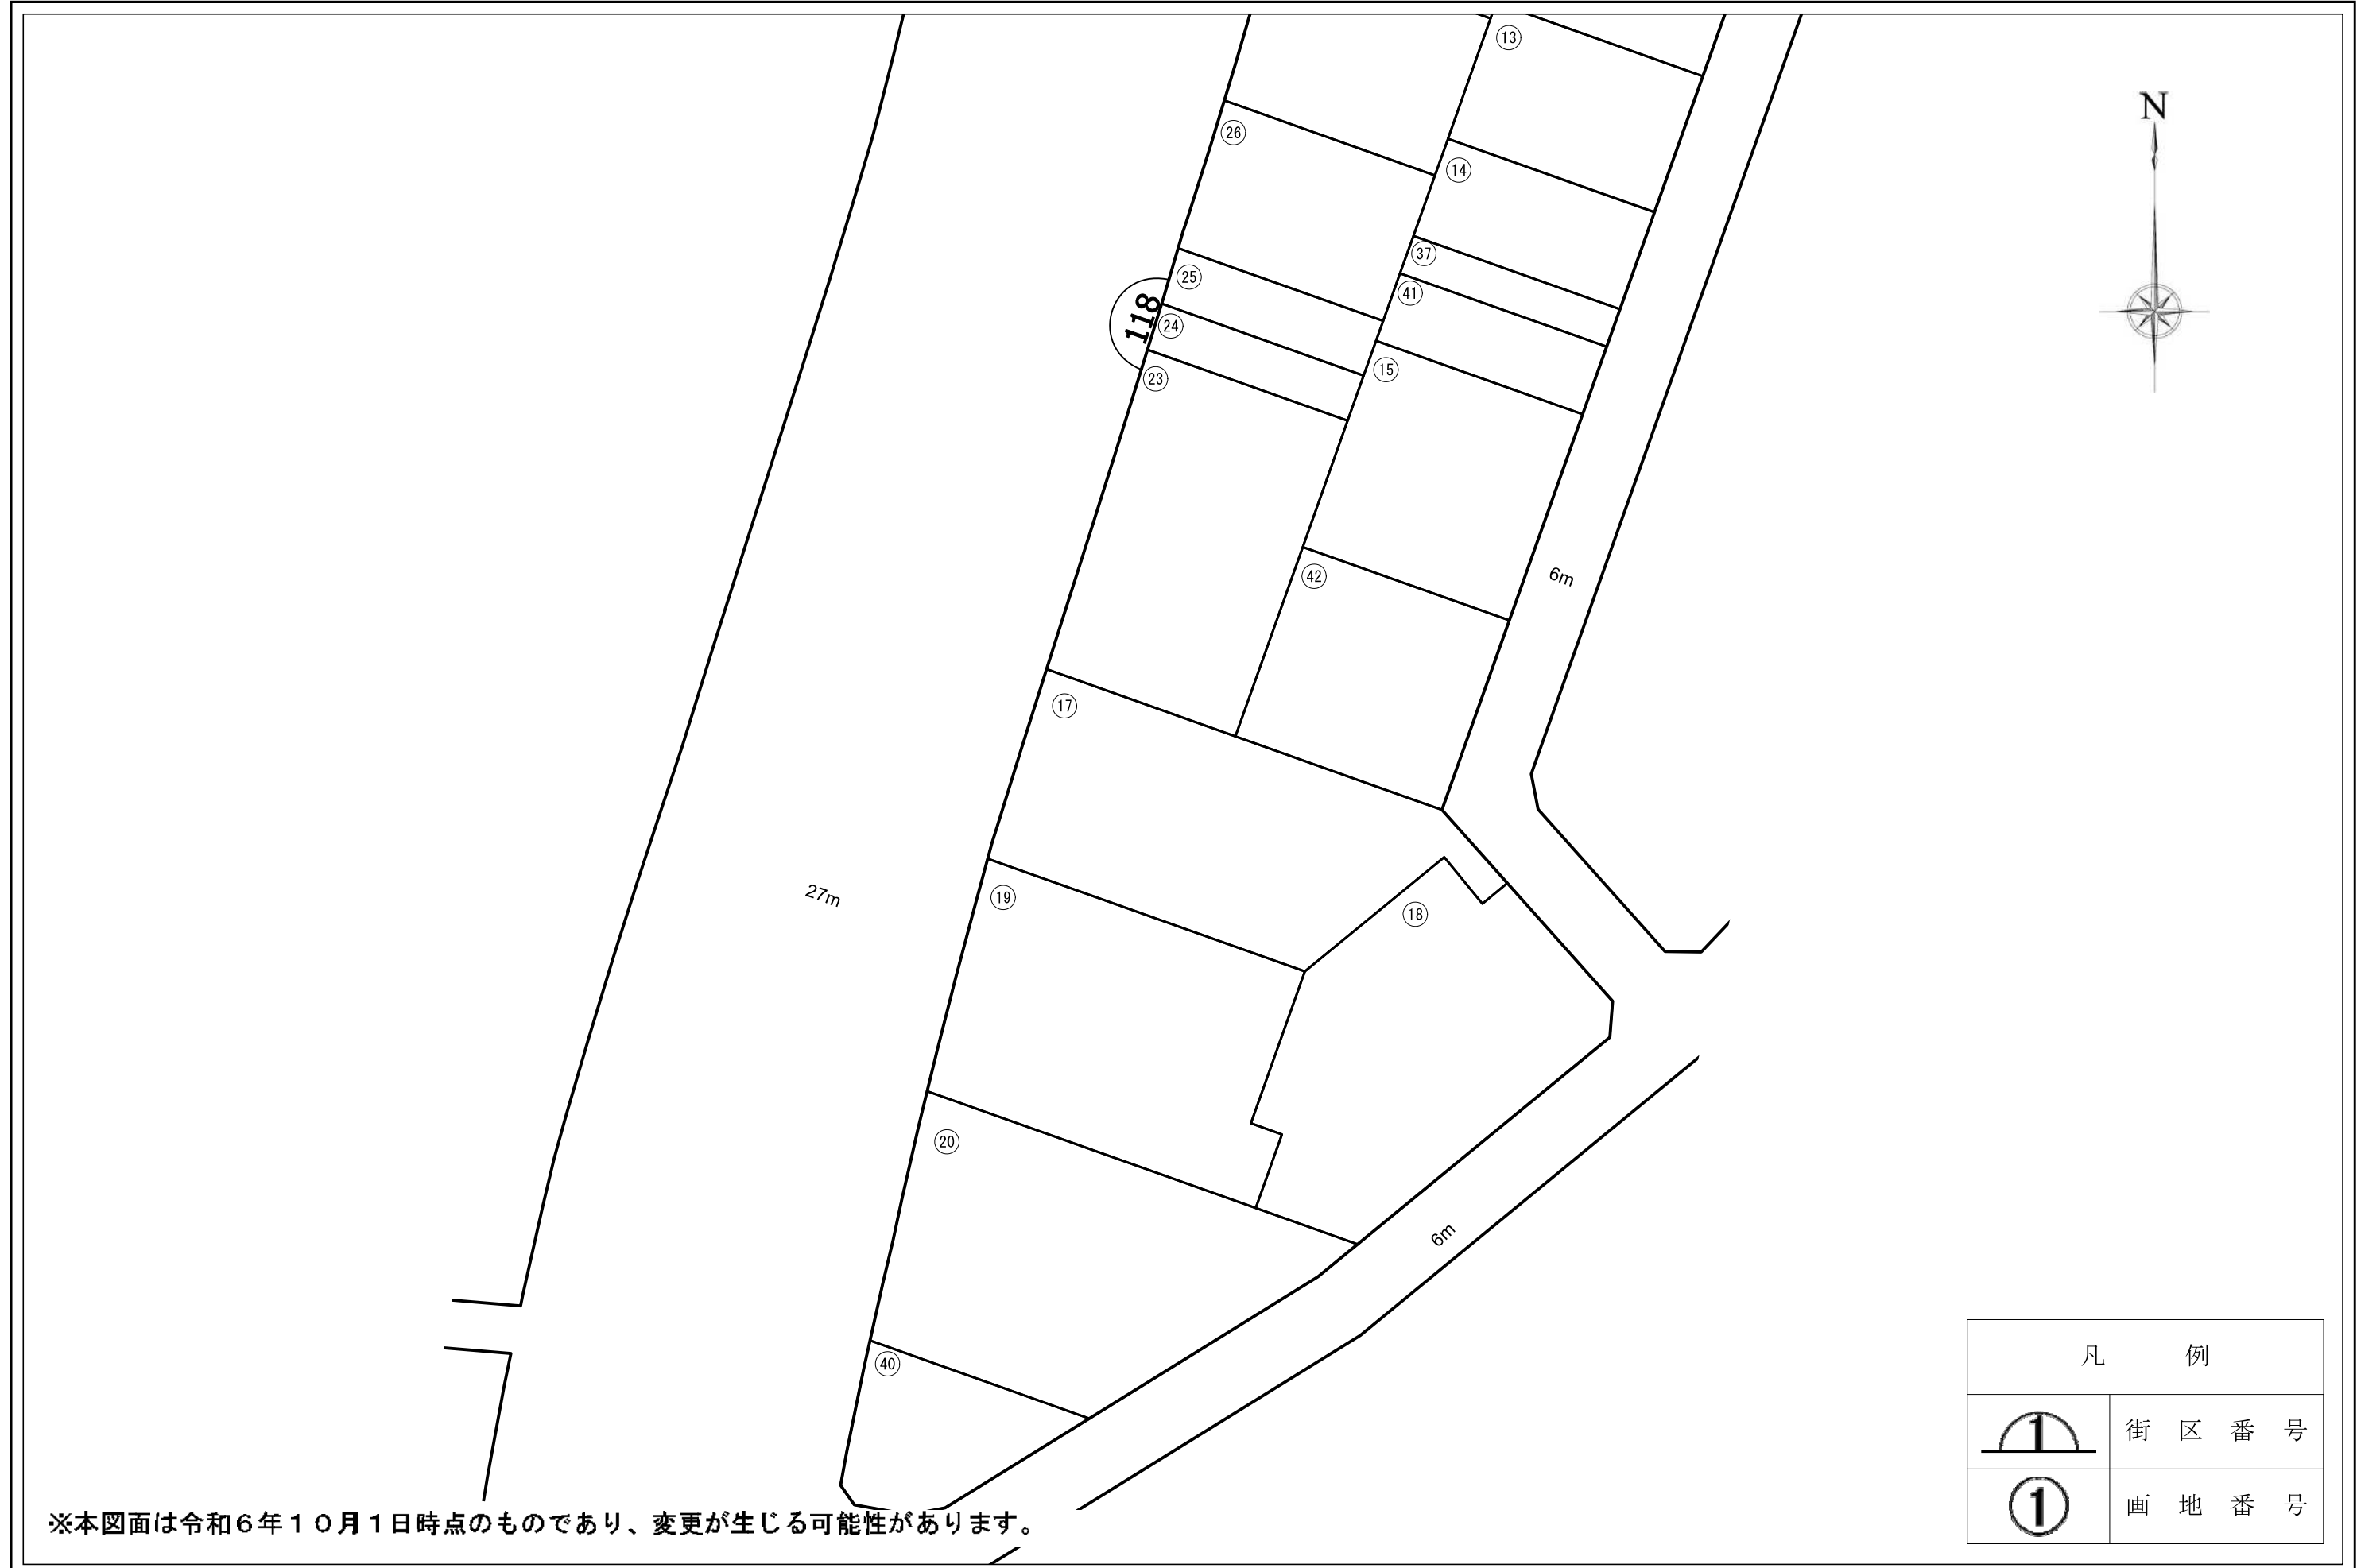 ⑬
N
㉖
⑭
㊲
㉕
㊶
118
㉔
⑮
㉓
㊷
6m
⑰
27m
⑲
⑱
⑳
6m
㊵
凡例
1 街区番号
1 画地番号
※本図面は令和６年１０月１日時点のものであり、変更が生じる可能性があります。